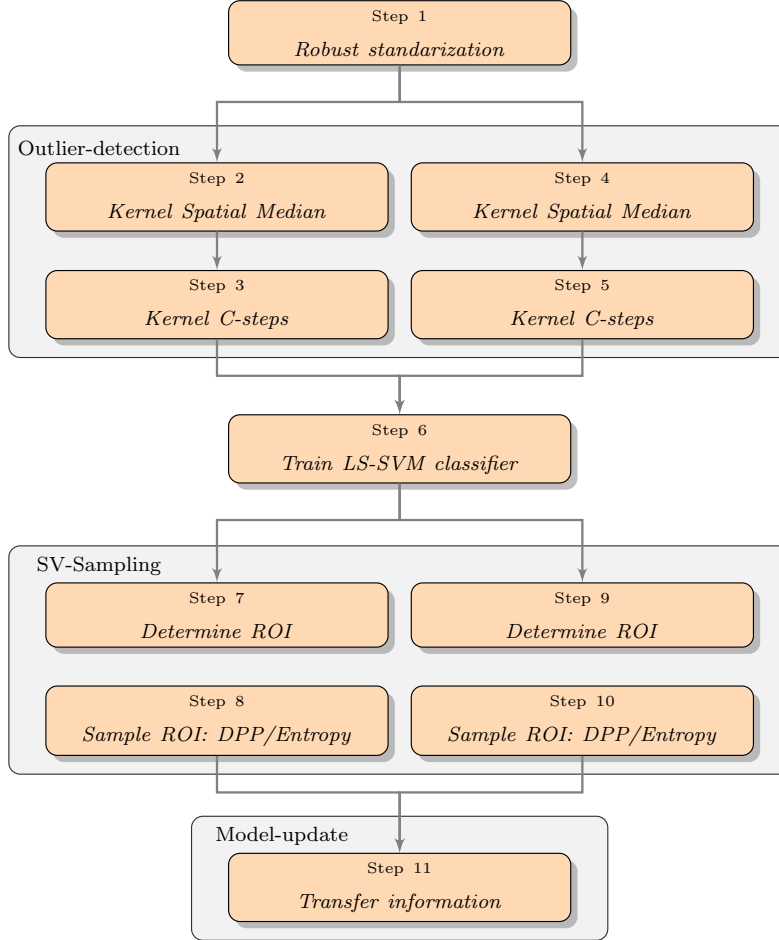 Step 1
Robust standarization
Outlier-detection
Step 2
Kernel Spatial Median
Step 4
Kernel Spatial Median
Step 3
Kernel C-steps
Step 5
Kernel C-steps
Step 6
Train LS-SVM classifier
SV-Sampling
Step 7
Determine ROI
Step 9
Determine ROI
Step 8
Sample ROI: DPP/Entropy
Step 10
Sample ROI: DPP/Entropy
Model-update
Step 11
Transfer information